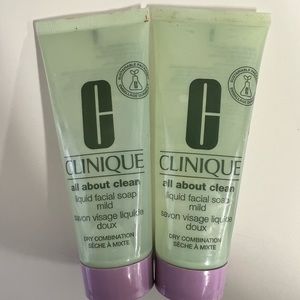 C
CLINIQUE
all about clean
liquid facial soap
mild
savon visage liquide
doux
DRY COMBINATION
SÈCHE À MIXTE
C
CLINIQUE
all about clean
liquid facial soap
mild
savon visage liquide
doux
DRY COMBINATION
SÈCHE À MIXTE